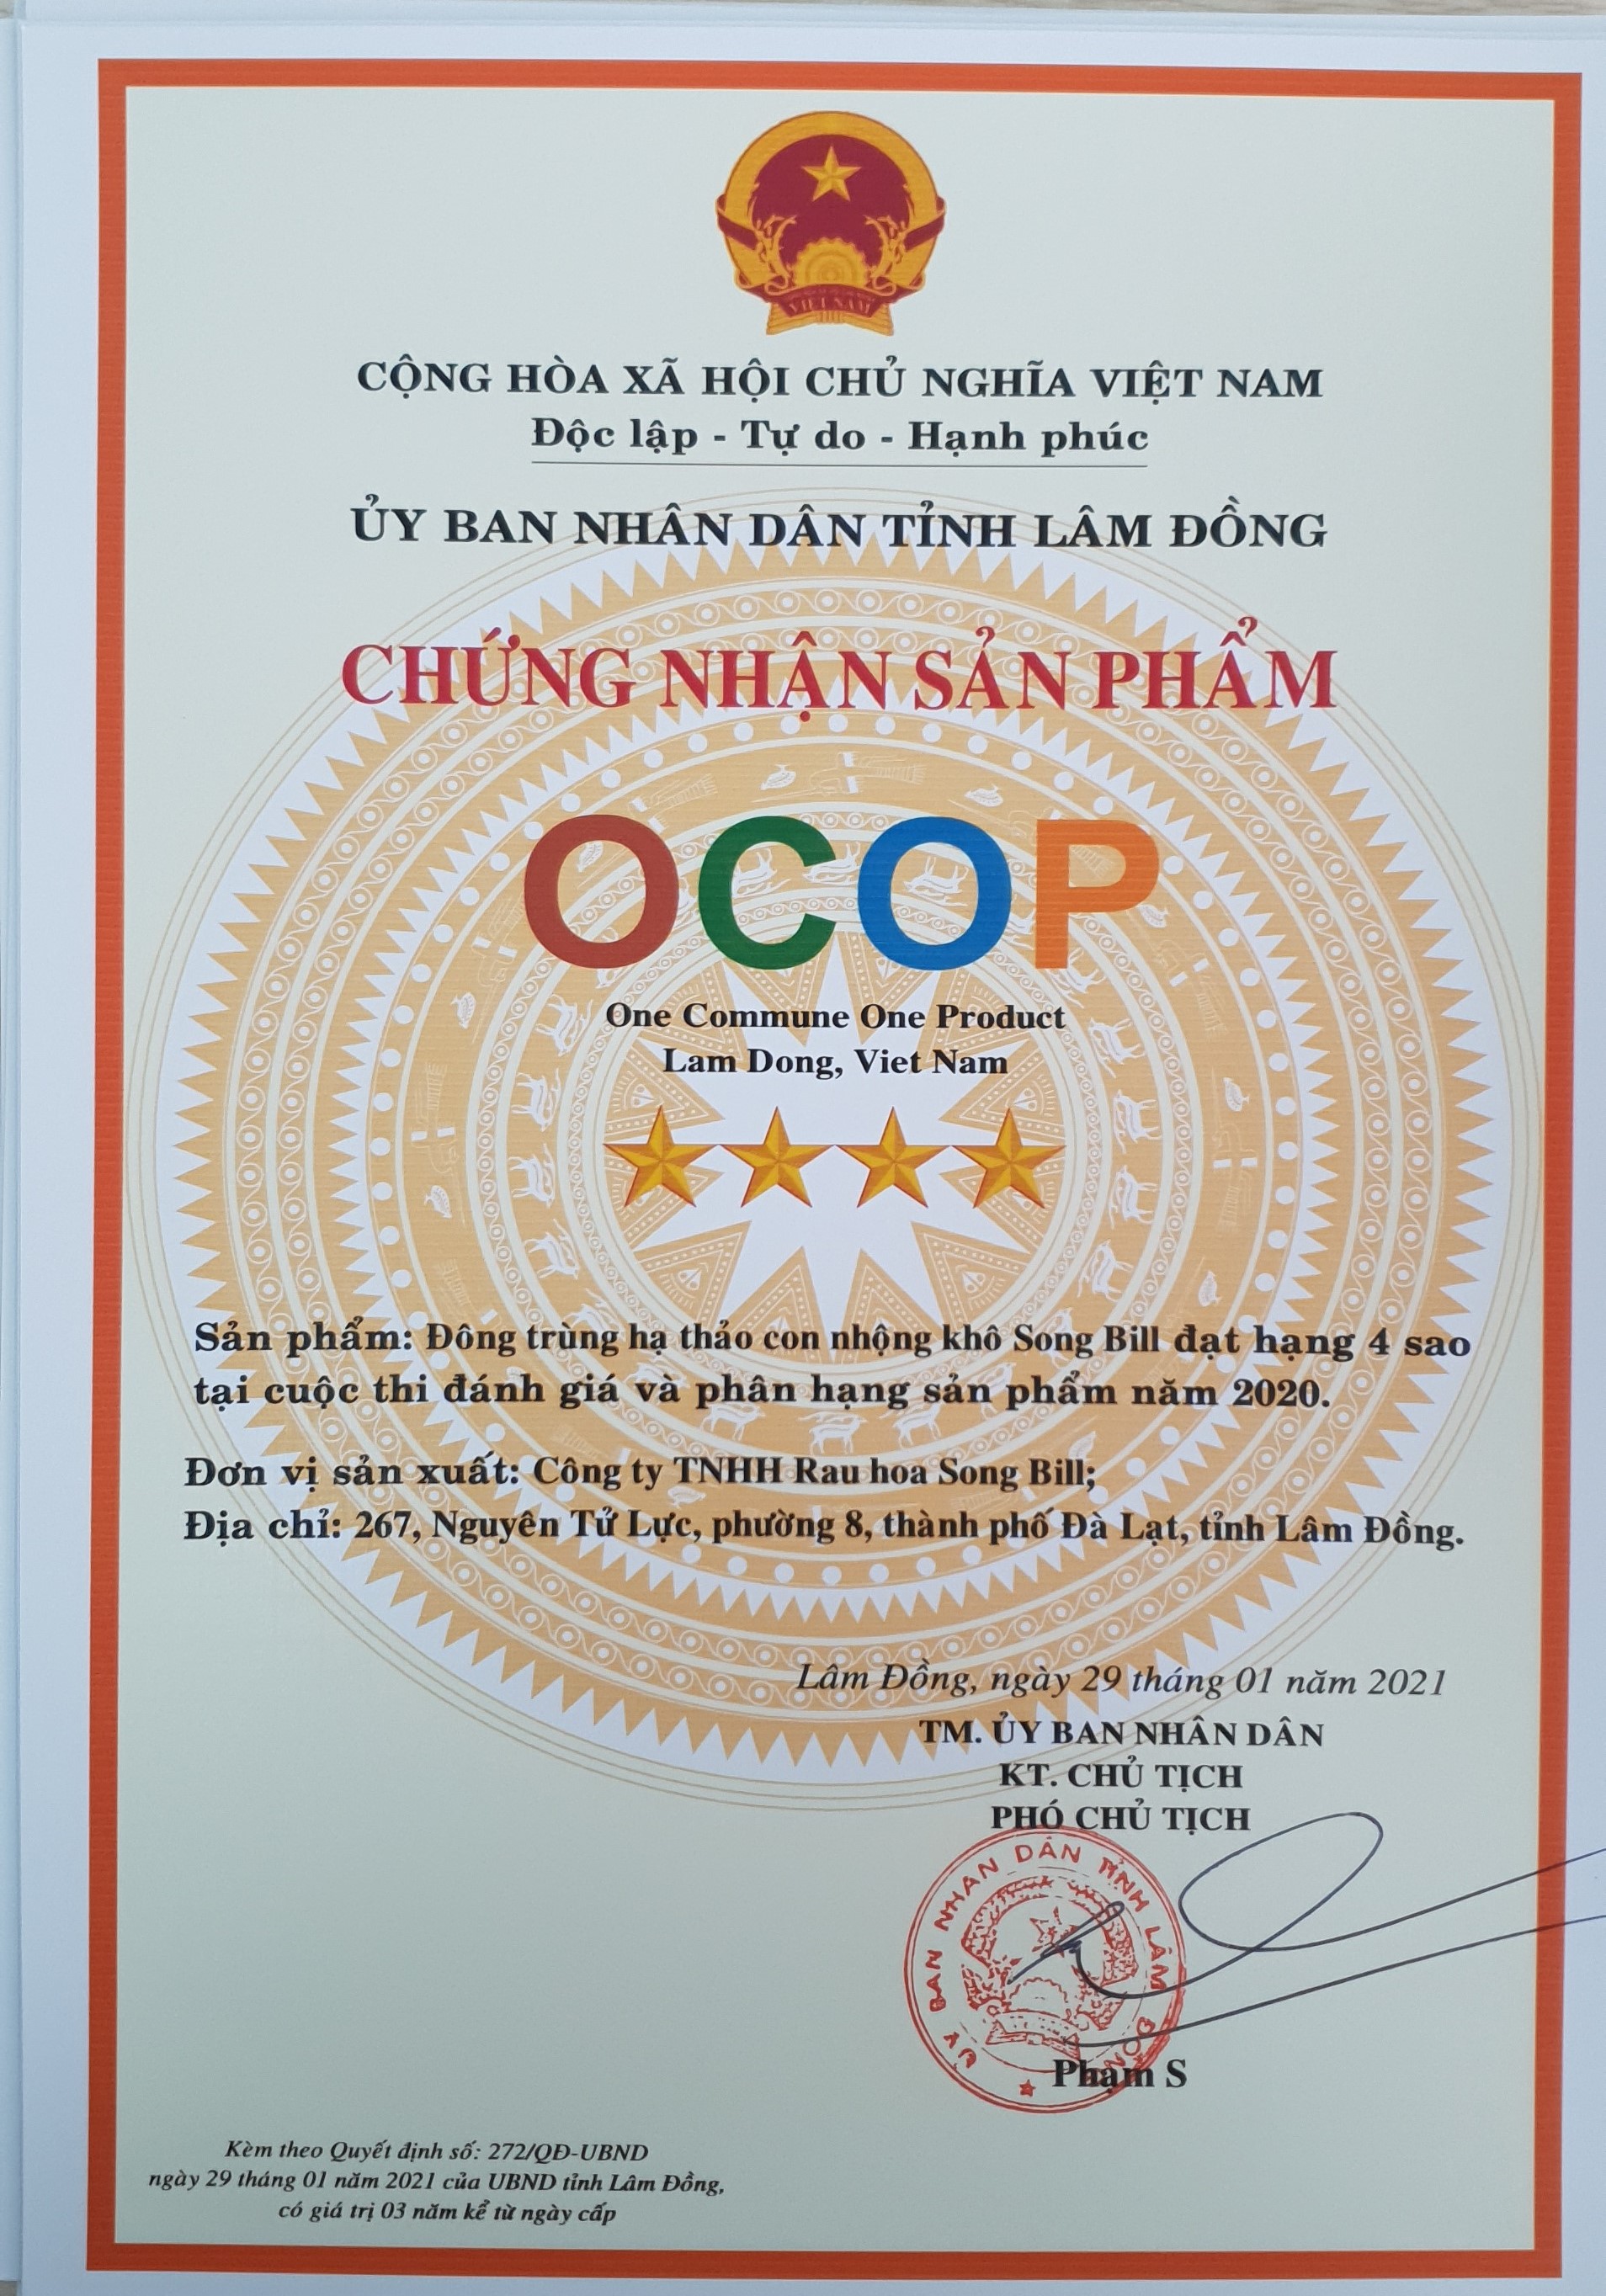 VIỆT NAM
CỘNG HÒA XÃ HỘI CHỦ NGHĨA VIỆT NAM
Độc lập - Tự do - Hạnh phúc
ỦY BAN NHÂN DÂN TỈNH LÂM ĐỒNG
CHỨNG NHẬN SẢN PHẨM
OCOP
One Commune One Product
Lam Dong, Viet Nam
Sản phẩm: Đông trùng hạ thảo con nhộng khô Song Bill đạt hạng 4 sao
tại cuộc thi đánh giá và phân hạng sản phẩm năm 2020.
Đơn vị sản xuất: Công ty TNHH Rau hoa Song Bill;
Địa chỉ: 267, Nguyên Tử Lực, phường 8, thành phố Đà Lạt, tỉnh Lâm Đồng.
Lâm Đồng, ngày 29 tháng 01 năm 2021
TM. ỦY BAN NHÂN DÂN
KT. CHỦ TỊCH
PHÓ CHỦ TỊCH
ỦY BAN NHÂN DÂN TỈNH LÂM ĐỒNG
Phạm S
Kèm theo Quyết định số: 272/QĐ-UBND
ngày 29 tháng 01 năm 2021 của UBND tỉnh Lâm Đồng,
có giá trị 03 năm kể từ ngày cấp